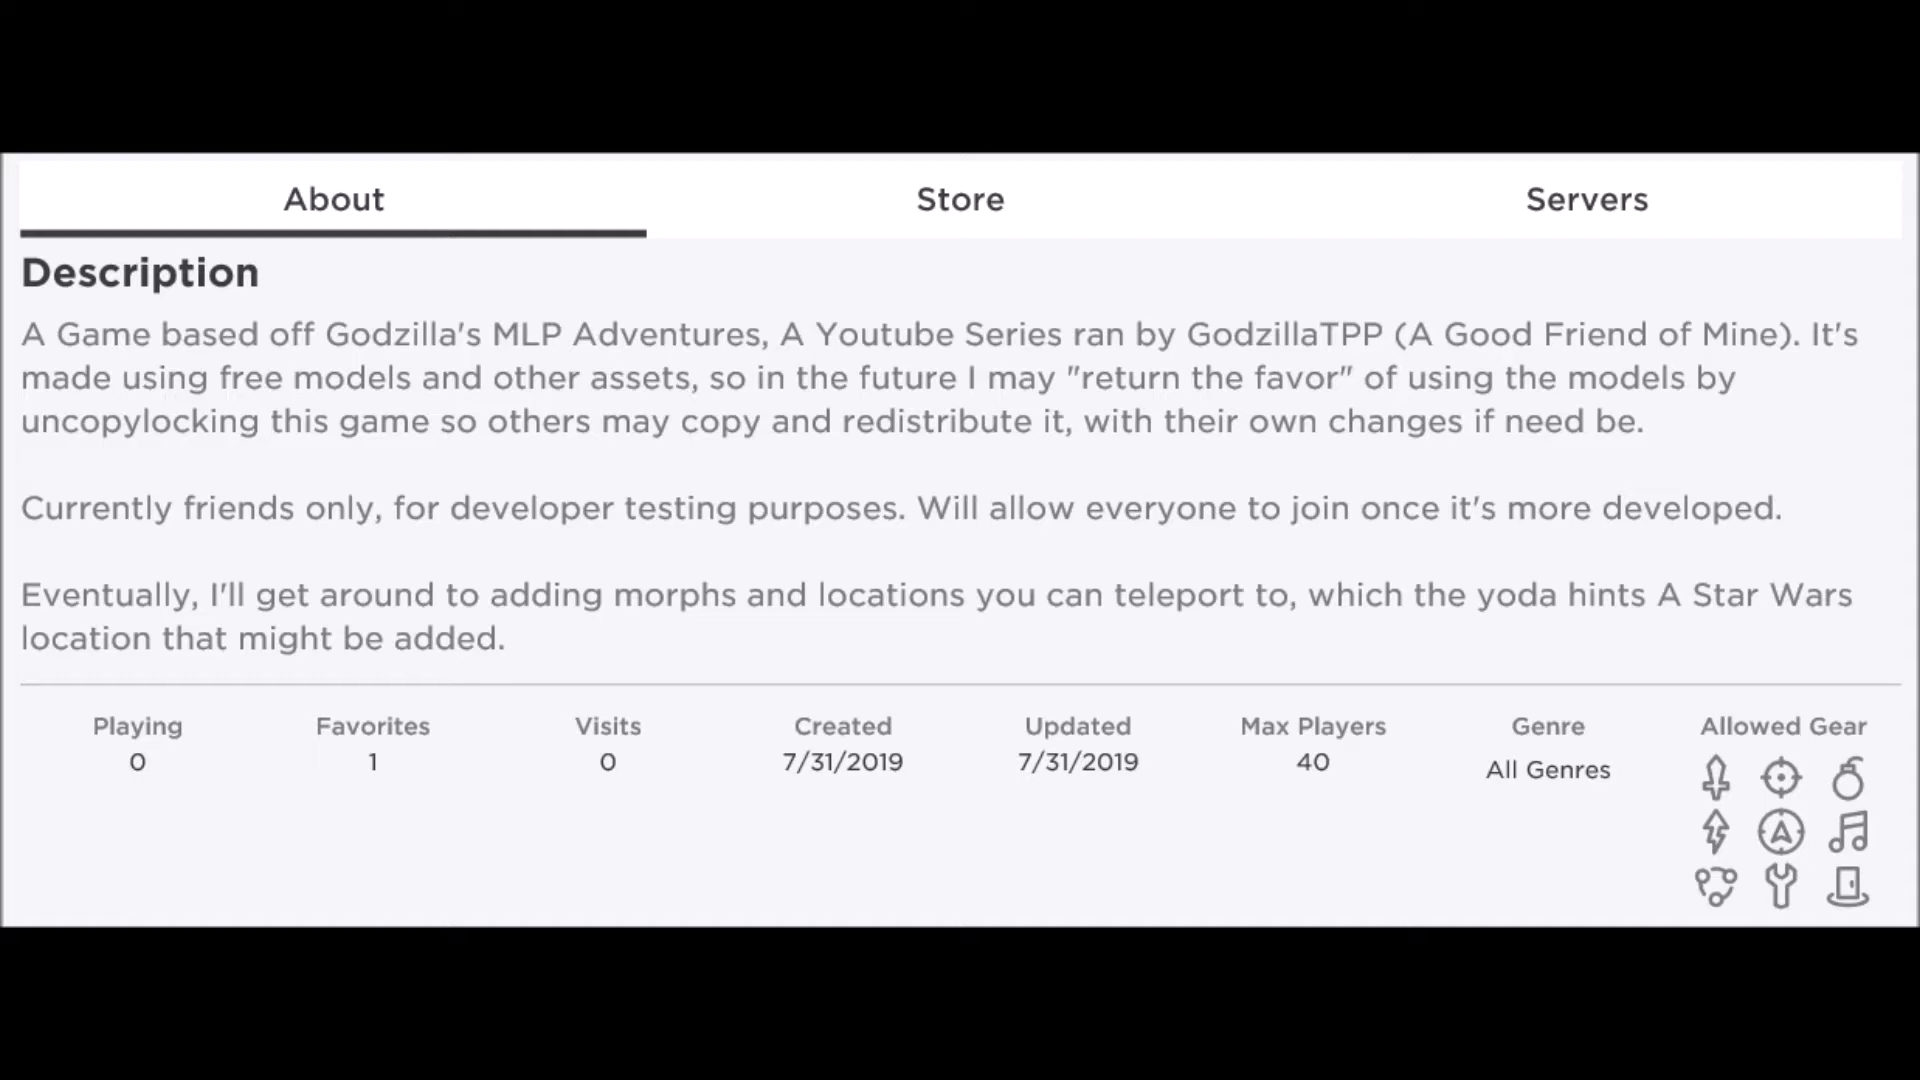 About Store Servers
Description
A Game based off Godzilla's MLP Adventures, A Youtube Series ran by GodzillaTPP (A Good Friend of Mine). It's
made using free models and other assets, so in the future I may "return the favor" of using the models by
uncopylocking this game so others may copy and redistribute it, with their own changes if need be.
Currently friends only, for developer testing purposes. Will allow everyone to join once it's more developed.
Eventually, I'll get around to adding morphs and locations you can teleport to, which the yoda hints A Star Wars
location that might be added.
Playing Favorites Visits Created Updated Max Players Genre Allowed Gear
0 1 0 7/31/2019 7/31/2019 40 All Genres